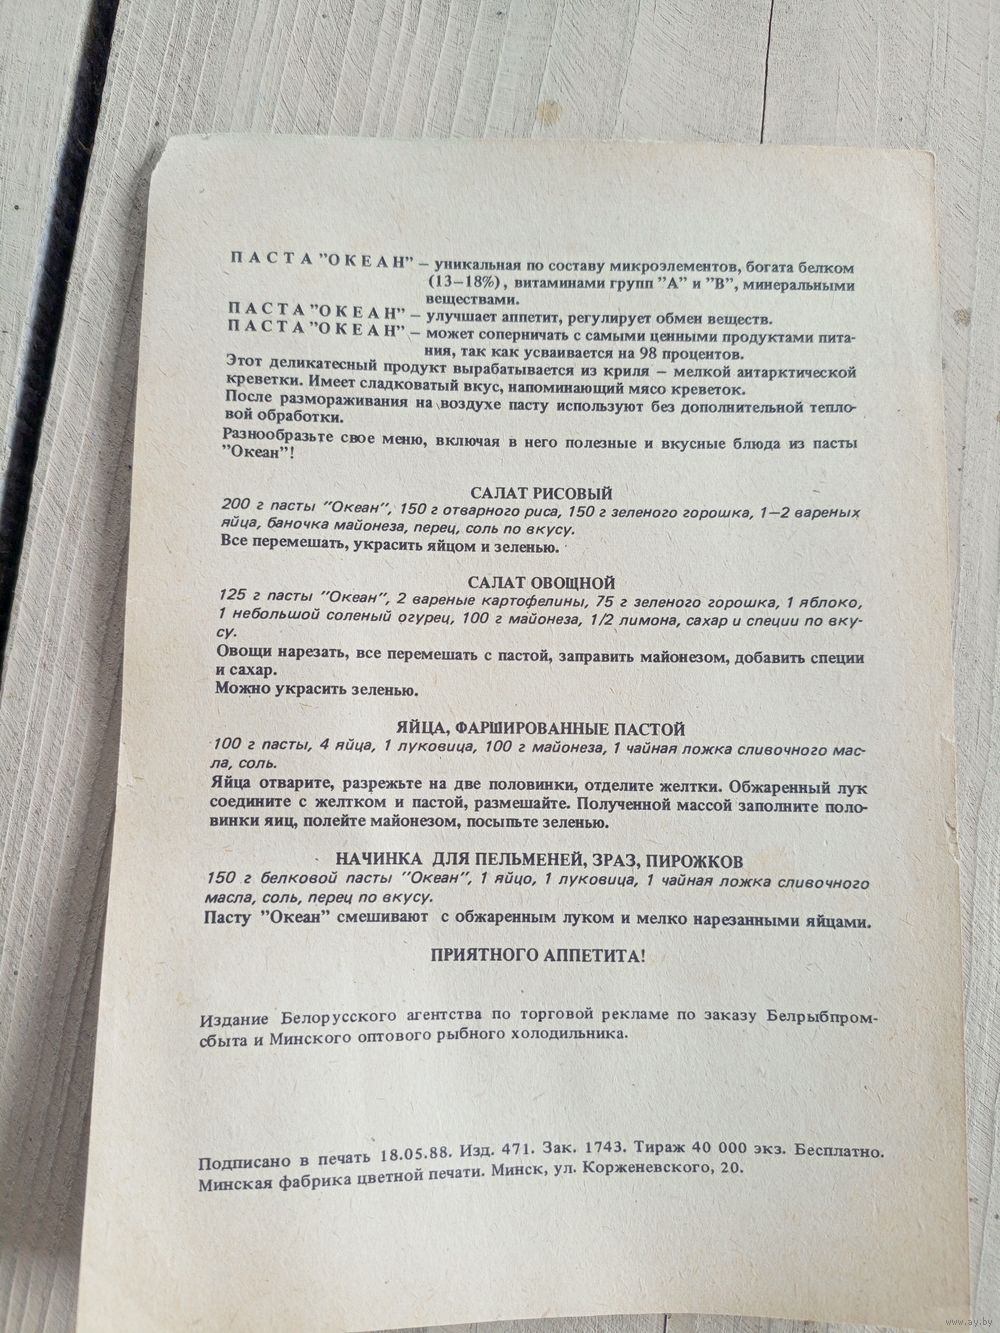 П А С Т А "О К Е А Н" – уникальная по составу микроэлементов, богата белком
(13–18%), витаминами групп "А" и "В", минеральными
веществами.
П А С Т А "О К Е А Н" – улучшает аппетит, регулирует обмен веществ.
П А С Т А "О К Е А Н" – может соперничать с самыми ценными продуктами пита-
ния, так как усваивается на 98 процентов.
Этот деликатесный продукт вырабатывается из криля – мелкой антарктической
креветки. Имеет сладковатый вкус, напоминающий мясо креветок.
После размораживания на воздухе пасту используют без дополнительной тепло-
вой обработки.
Разнообразьте свое меню, включая в него полезные и вкусные блюда из пасты
"Океан"!
САЛАТ РИСОВЫЙ
200 г пасты "Океан", 150 г отварного риса, 150 г зеленого горошка, 1–2 вареных
яйца, баночка майонеза, перец, соль по вкусу.
Все перемешать, украсить яйцом и зеленью.
САЛАТ ОВОЩНОЙ
125 г пасты "Океан", 2 вареные картофелины, 75 г зеленого горошка, 1 яблоко,
1 небольшой соленый огурец, 100 г майонеза, 1/2 лимона, сахар и специи по вку-
су.
Овощи нарезать, все перемешать с пастой, заправить майонезом, добавить специи
и сахар.
Можно украсить зеленью.
ЯЙЦА, ФАРШИРОВАННЫЕ ПАСТОЙ
100 г пасты, 4 яйца, 1 луковица, 100 г майонеза, 1 чайная ложка сливочного мас-
ла, соль.
Яйца отварите, разрежьте на две половинки, отделите желтки. Обжаренный лук
соедините с желтком и пастой, размешайте. Полученной массой заполните поло-
винки яиц, полейте майонезом, посыпьте зеленью.
НАЧИНКА ДЛЯ ПЕЛЬМЕНЕЙ, ЗРАЗ, ПИРОЖКОВ
150 г белковой пасты "Океан", 1 яйцо, 1 луковица, 1 чайная ложка сливочного
масла, соль, перец по вкусу.
Пасту "Океан" смешивают с обжаренным луком и мелко нарезанными яйцами.
ПРИЯТНОГО АППЕТИТА!
Издание Белорусского агентства по торговой рекламе по заказу Белрыбпром-
сбыта и Минского оптового рыбного холодильника.
Подписано в печать 18.05.88. Изд. 471. Зак. 1743. Тираж 40 000 экз. Бесплатно.
Минская фабрика цветной печати. Минск, ул. Корженевского, 20.
www.ay.by